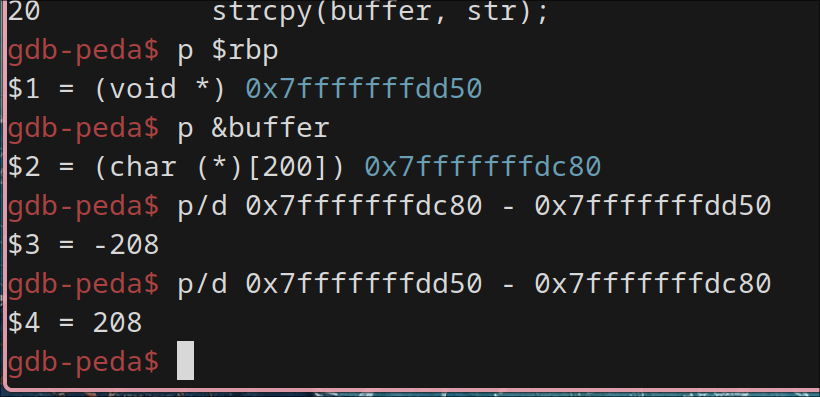 20         strcpy(buffer, str);
gdb-peda$ p $rbp
$1 = (void *) 0x7fffffffdd50
gdb-peda$ p &buffer
$2 = (char (*)[200]) 0x7fffffffdc80
gdb-peda$ p/d 0x7fffffffdc80 - 0x7fffffffdd50
$3 = -208
gdb-peda$ p/d 0x7fffffffdd50 - 0x7fffffffdc80
$4 = 208
gdb-peda$